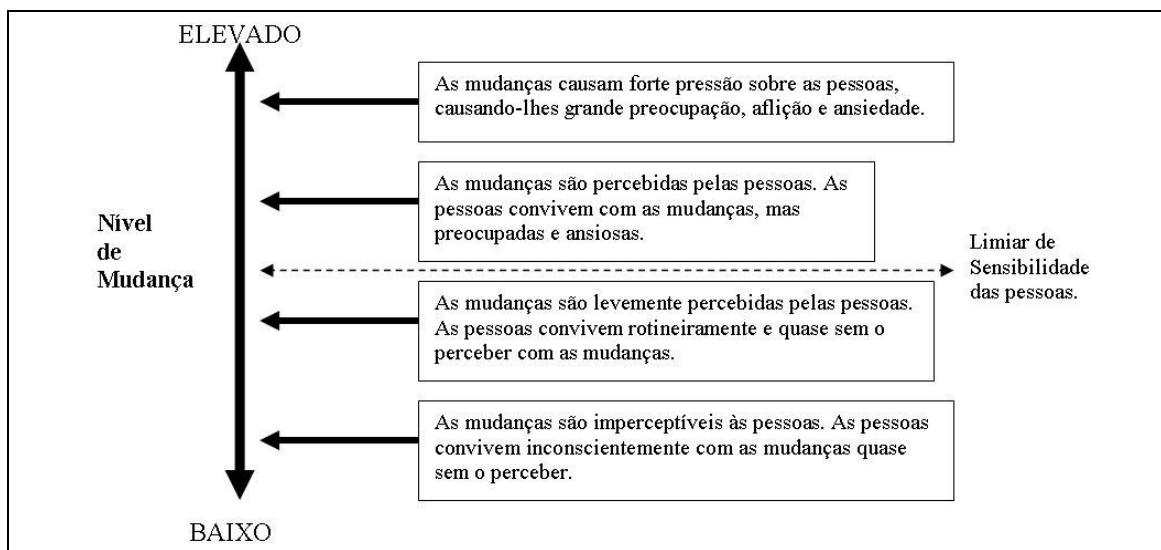 ELEVADO
As mudanças causam forte pressão sobre as pessoas,
causando-lhes grande preocupação, aflição e ansiedade.
As mudanças são percebidas pelas pessoas. As
pessoas convivem com as mudanças, mas
preocupadas e ansiosas.
Nível
de
Mudança
Limiar de
Sensibilidade
das pessoas.
As mudanças são levemente percebidas pelas pessoas.
As pessoas convivem rotineiramente e quase sem o
perceber com as mudanças.
As mudanças são imperceptíveis às pessoas. As pessoas
convivem inconscientemente com as mudanças quase
sem o perceber.
BAIXO